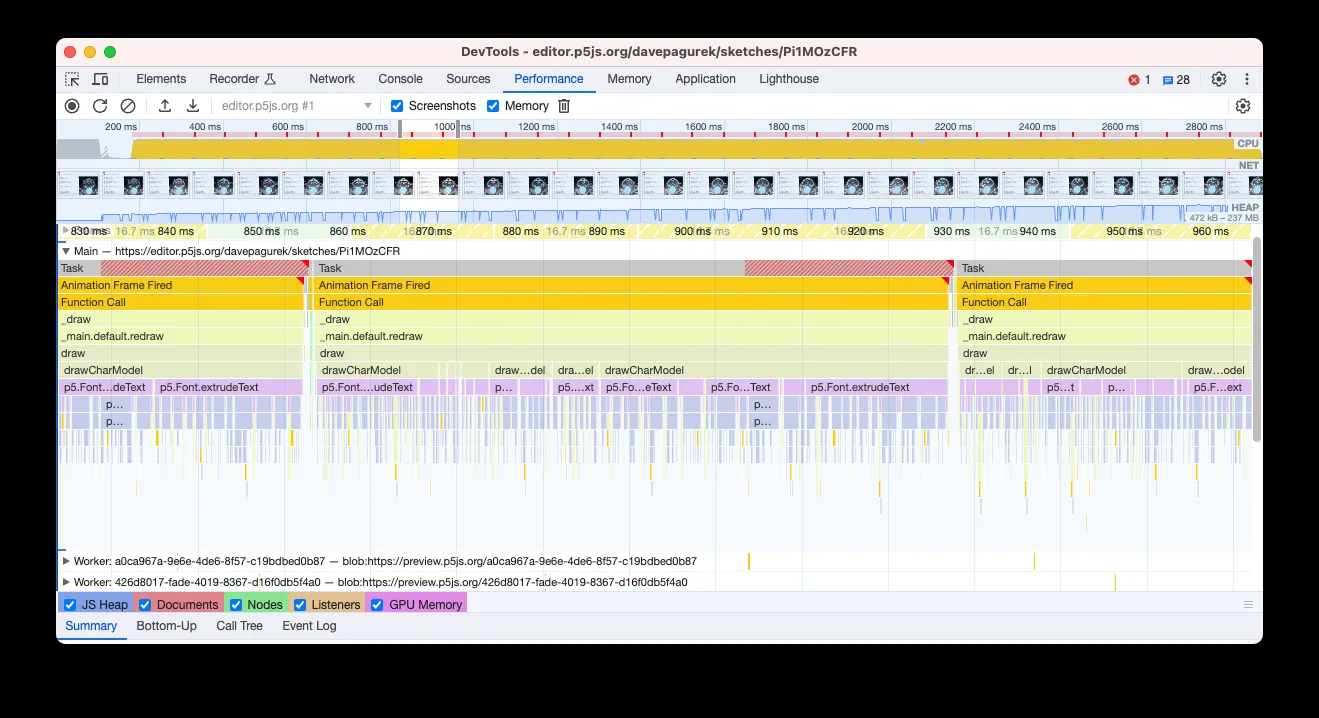 DevTools - editor.p5js.org/davepagurek/sketches/Pi1MOzCFR
Elements Recorder Network Console Sources Performance Memory Application Lighthouse 1 28
editor.p5js.org #1 Screenshots Memory
200 ms 400 ms 600 ms 800 ms 1000 ms 1200 ms 1400 ms 1600 ms 1800 ms 2000 ms 2200 ms 2400 ms 2600 ms 2800 ms
CPU
NET
HEAP
472 kB – 237 MB
830 ms 16.7 ms 840 ms 850 ms 860 ms 870 ms 880 ms 16.7 ms 890 ms 900 ms 910 ms 920 ms 930 ms 16.7 ms 940 ms 950 ms 960 ms
Main — https://editor.p5js.org/davepagurek/sketches/Pi1MOzCFR
Task Task Task
Animation Frame Fired Animation Frame Fired Animation Frame Fired
Function Call Function Call Function Call
_draw _draw _draw
_main.default.redraw _main.default.redraw _main.default.redraw
draw draw draw
drawCharModel drawCharModel draw…del dra…el drawCharModel dr…el dr…l drawCharModel draw…odel
p5.Font…deText p5.Font.extrudeText p5.Font.…udeText p… p5.…xt p5.Fo…eText p5.Fo…Text p5.Font.extrudeText p5…t p… p5.F…ext
p… p…
p… p…
Worker: a0ca967a-9e6e-4de6-8f57-c19bdbed0b87 — blob:https://preview.p5js.org/a0ca967a-9e6e-4de6-8f57-c19bdbed0b87
Worker: 426d8017-fade-4019-8367-d16f0db5f4a0 — blob:https://preview.p5js.org/426d8017-fade-4019-8367-d16f0db5f4a0
JS Heap Documents Nodes Listeners GPU Memory
Summary Bottom-Up Call Tree Event Log